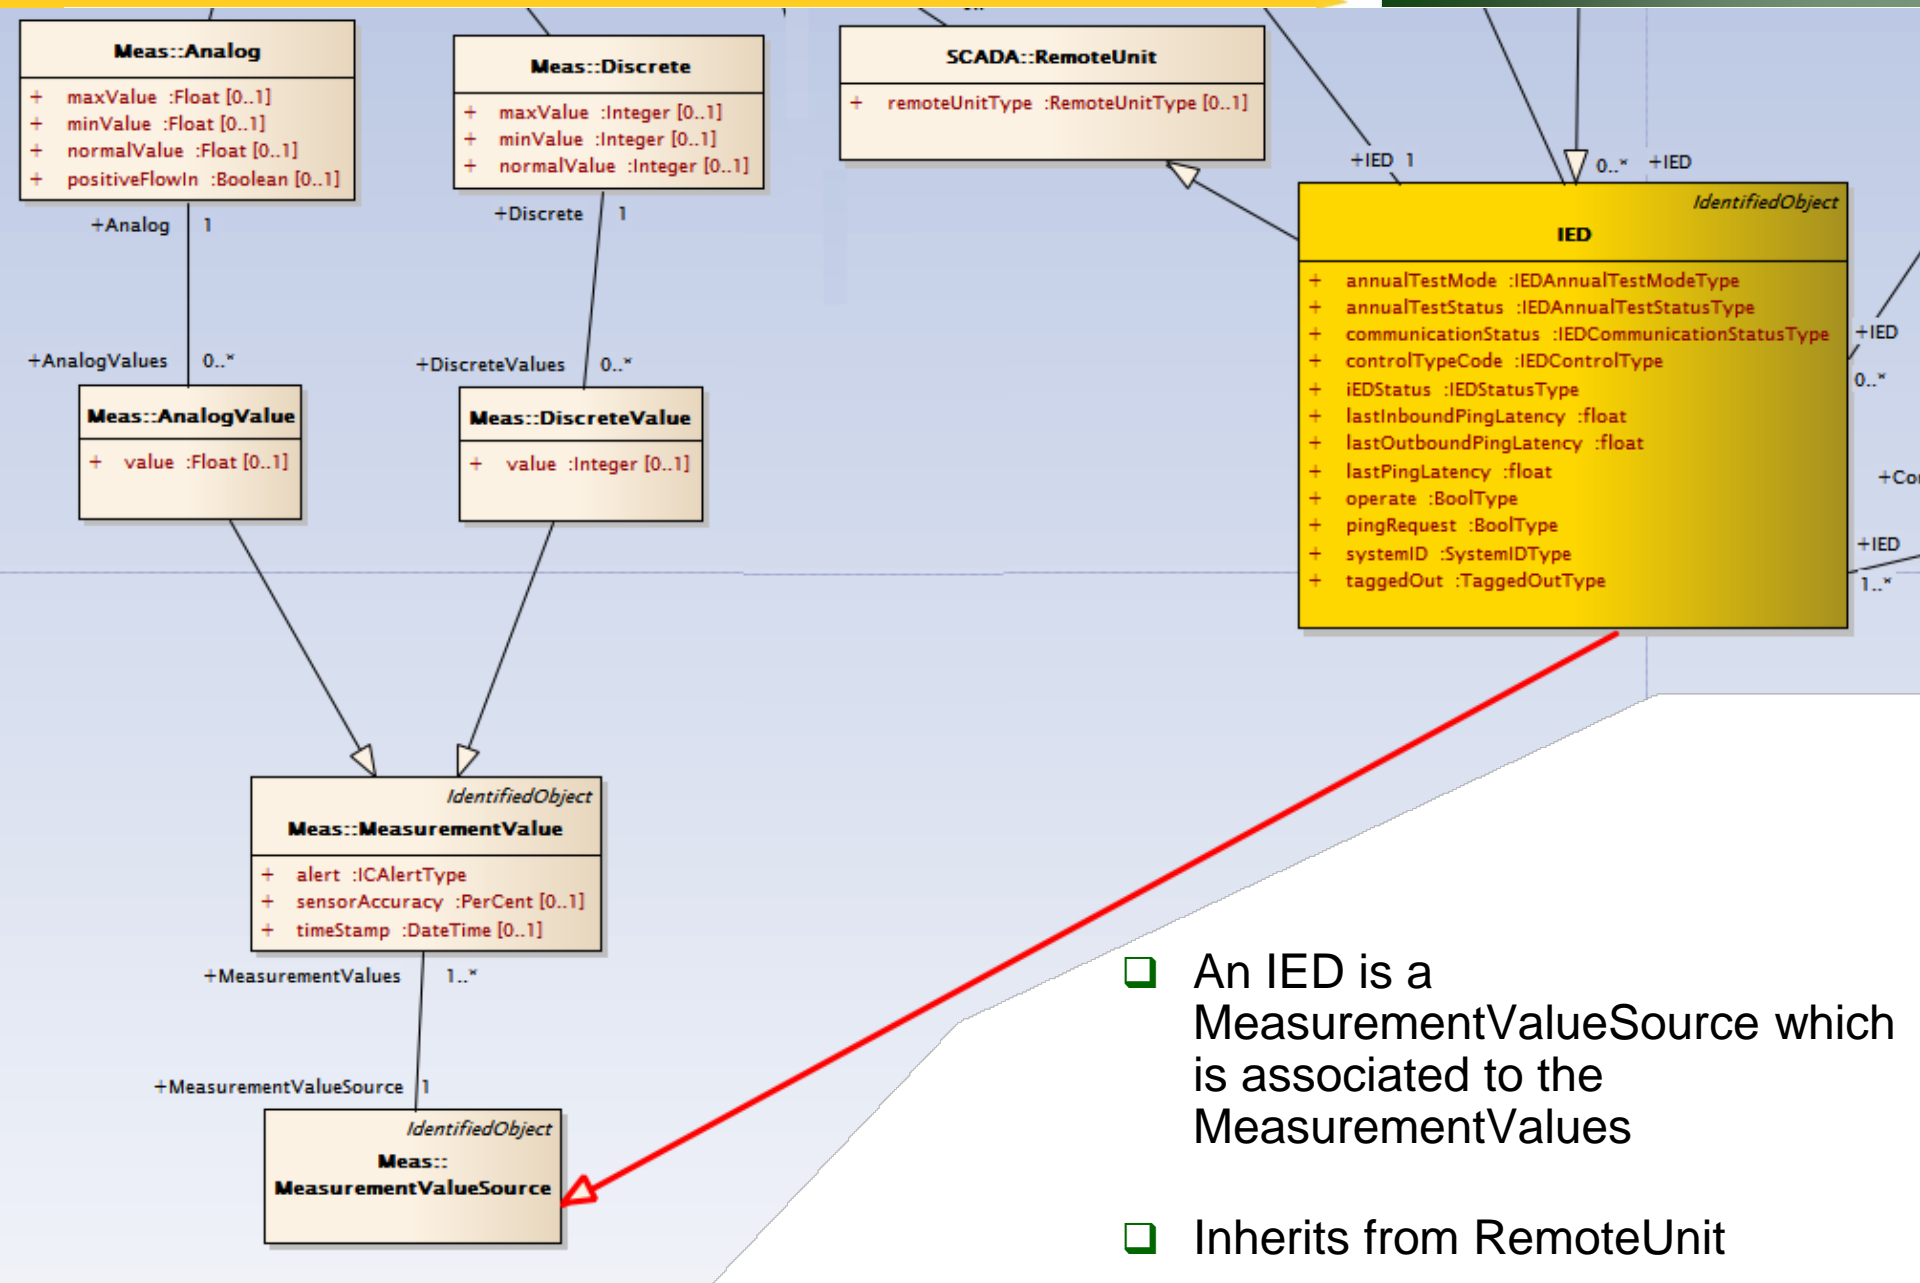 Meas::Analog
+ maxValue :Float [0..1]
+ minValue :Float [0..1]
+ normalValue :Float [0..1]
+ positiveFlowIn :Boolean [0..1]
+Analog 1
+AnalogValues 0..*
Meas::AnalogValue
+ value :Float [0..1]
Meas::Discrete
+ maxValue :Integer [0..1]
+ minValue :Integer [0..1]
+ normalValue :Integer [0..1]
+Discrete 1
+DiscreteValues 0..*
Meas::DiscreteValue
+ value :Integer [0..1]
SCADA::RemoteUnit
+ remoteUnitType :RemoteUnitType [0..1]
+IED 1
0..* +IED
IdentifiedObject
IED
+ annualTestMode :IEDAnnualTestModeType
+ annualTestStatus :IEDAnnualTestStatusType
+ communicationStatus :IEDCommunicationStatusType
+ controlTypeCode :IEDControlType
+ iEDStatus :IEDStatusType
+ lastInboundPingLatency :float
+ lastOutboundPingLatency :float
+ lastPingLatency :float
+ operate :BoolType
+ pingRequest :BoolType
+ systemID :SystemIDType
+ taggedOut :TaggedOutType
+IED
0..*
+IED
1..*
IdentifiedObject
Meas::MeasurementValue
+ alert :ICAlertType
+ sensorAccuracy :PerCent [0..1]
+ timeStamp :DateTime [0..1]
+MeasurementValues 1..*
+MeasurementValueSource 1
IdentifiedObject
Meas::
MeasurementValueSource
An IED is a
MeasurementValueSource which
is associated to the
MeasurementValues
Inherits from RemoteUnit